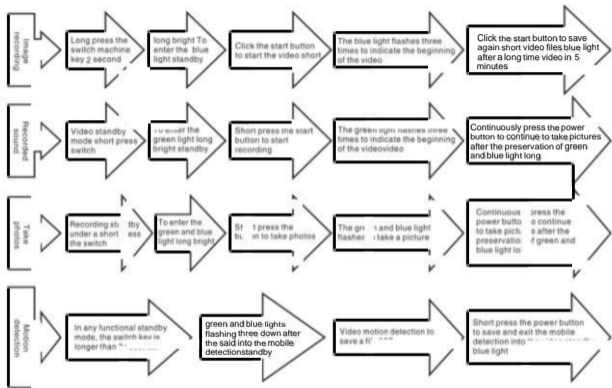 Image
recording
Long press the
switch machine
key 2 second
long bright To
enter the blue
light standby
Click the start button
to start the video short
The blue light flashes three
times to indicate the beginning
of the video
Click the start button to save
again short video files blue light
after a long time video in 5
minutes
Recorded
sound
Video standby
mode short press
switch
enter the
green light long
bright standby
Short press the start
button to start
recording
The green light flashes three
times to indicate the beginning
of the videovideo
Continuously press the power
button to continue to take pictures
after the preservation of green
and blue light long
Take
photos
Recording
under a short
the switch
To enter the
green and blue
light long bright
press the
to take photos
The and blue light
take a picture
Continuous press the
power continue
to take after the
green and
blue light
Motion
detection
In any functional standby
mode, the switch key is
longer than
green and blue lights
flashing three down after
the said into the mobile
detectionstandby
Video motion detection to
save a
Short press the power button
to save and exit the mobile
detection into
blue light